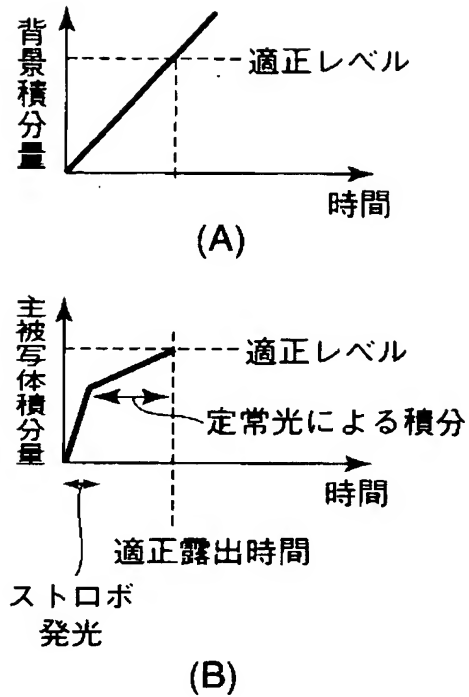 背景積分量
適正レベル
時間
(A)
主被写体積分量
適正レベル
定常光による積分
時間
適正露出時間
ストロボ
発光
(B)